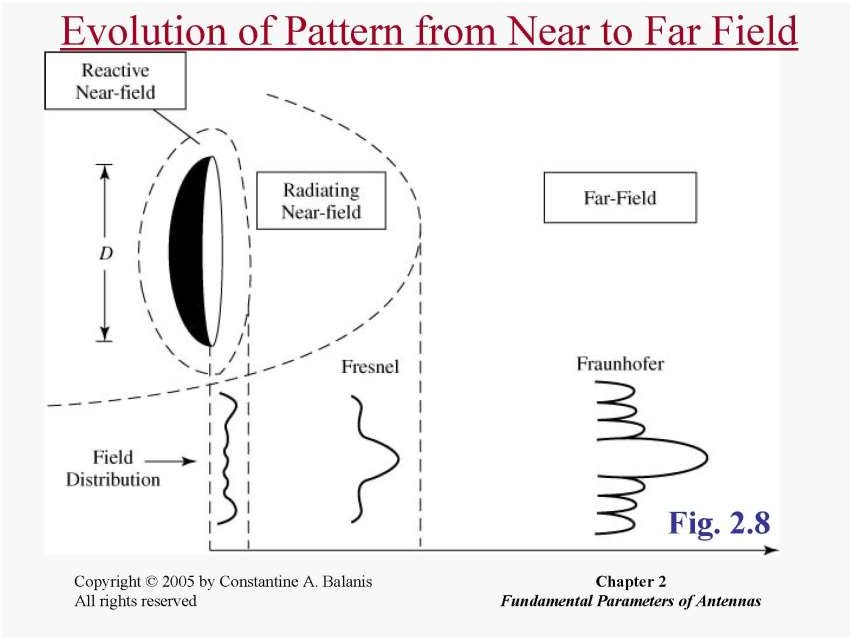 Evolution of Pattern from Near to Far Field
Reactive
Near-field
Radiating
Near-field
Far-Field
D
Fresnel
Fraunhofer
Field
Distribution
Fig. 2.8
Copyright © 2005 by Constantine A. Balanis
All rights reserved
Chapter 2
Fundamental Parameters of Antennas